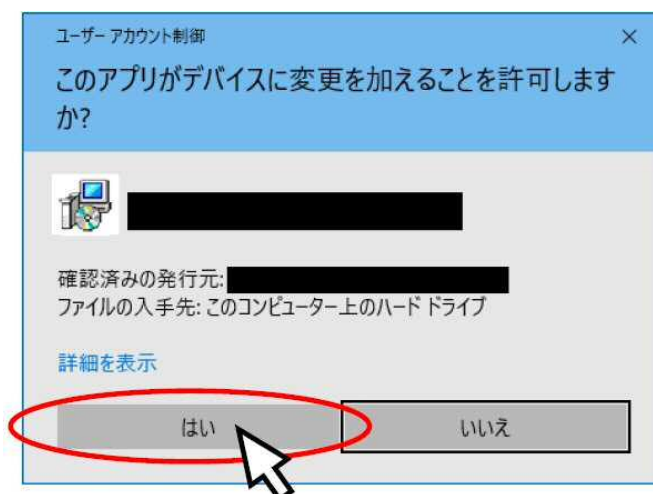 ユーザー アカウント制御
このアプリがデバイスに変更を加えることを許可します
か?
確認済みの発行元:
ファイルの入手先: このコンピューター上のハード ドライブ
詳細を表示
はい
いいえ